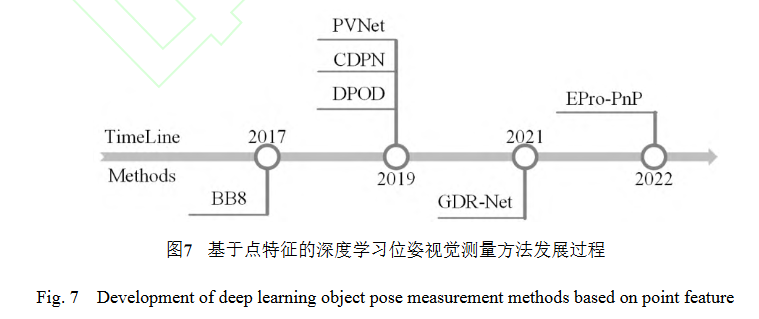 PVNet
CDPN
DPOD
EPro-PnP
TimeLine 2017 2021
Methods 2019 2022
BB8 GDR-Net
图7 基于点特征的深度学习位姿视觉测量方法发展过程
Fig. 7 Development of deep learning object pose measurement methods based on point feature